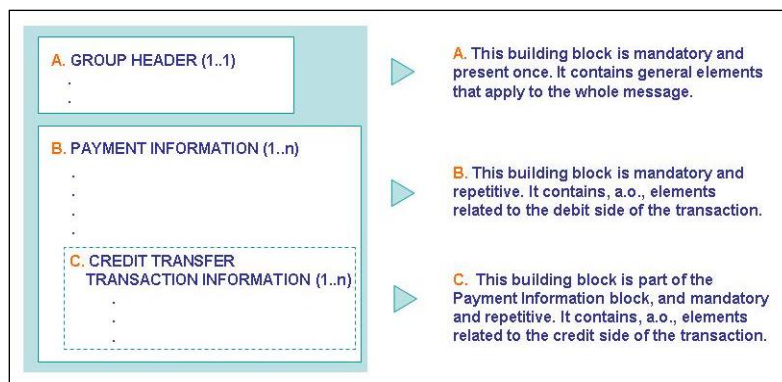 A. GROUP HEADER (1..1)
.
.
B. PAYMENT INFORMATION (1..n)
.
.
.
.
C. CREDIT TRANSFER
TRANSACTION INFORMATION (1..n)
.
.
.
A. This building block is mandatory and
present once. It contains general elements
that apply to the whole message.
B. This building block is mandatory and
repetitive. It contains, a.o., elements
related to the debit side of the transaction.
C. This building block is part of the
Payment Information block, and mandatory
and repetitive. It contains, a.o., elements
related to the credit side of the transaction.